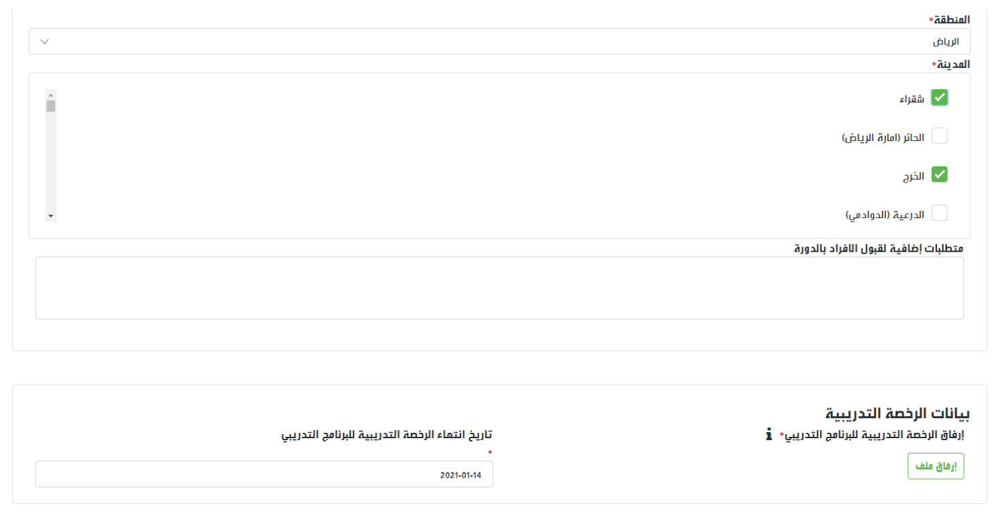 المنطقة*
الرياض
المدينة*
شقراء
الحائر (امارة الرياض)
الخرج
الدرعية (الدوادمي)
متطلبات إضافية لقبول الافراد بالدورة
بيانات الرخصة التدريبية
إرفاق الرخصة التدريبية للبرنامج التدريبي* i
إرفاق ملف
تاريخ انتهاء الرخصة التدريبية للبرنامج التدريبي
*
2021-01-14